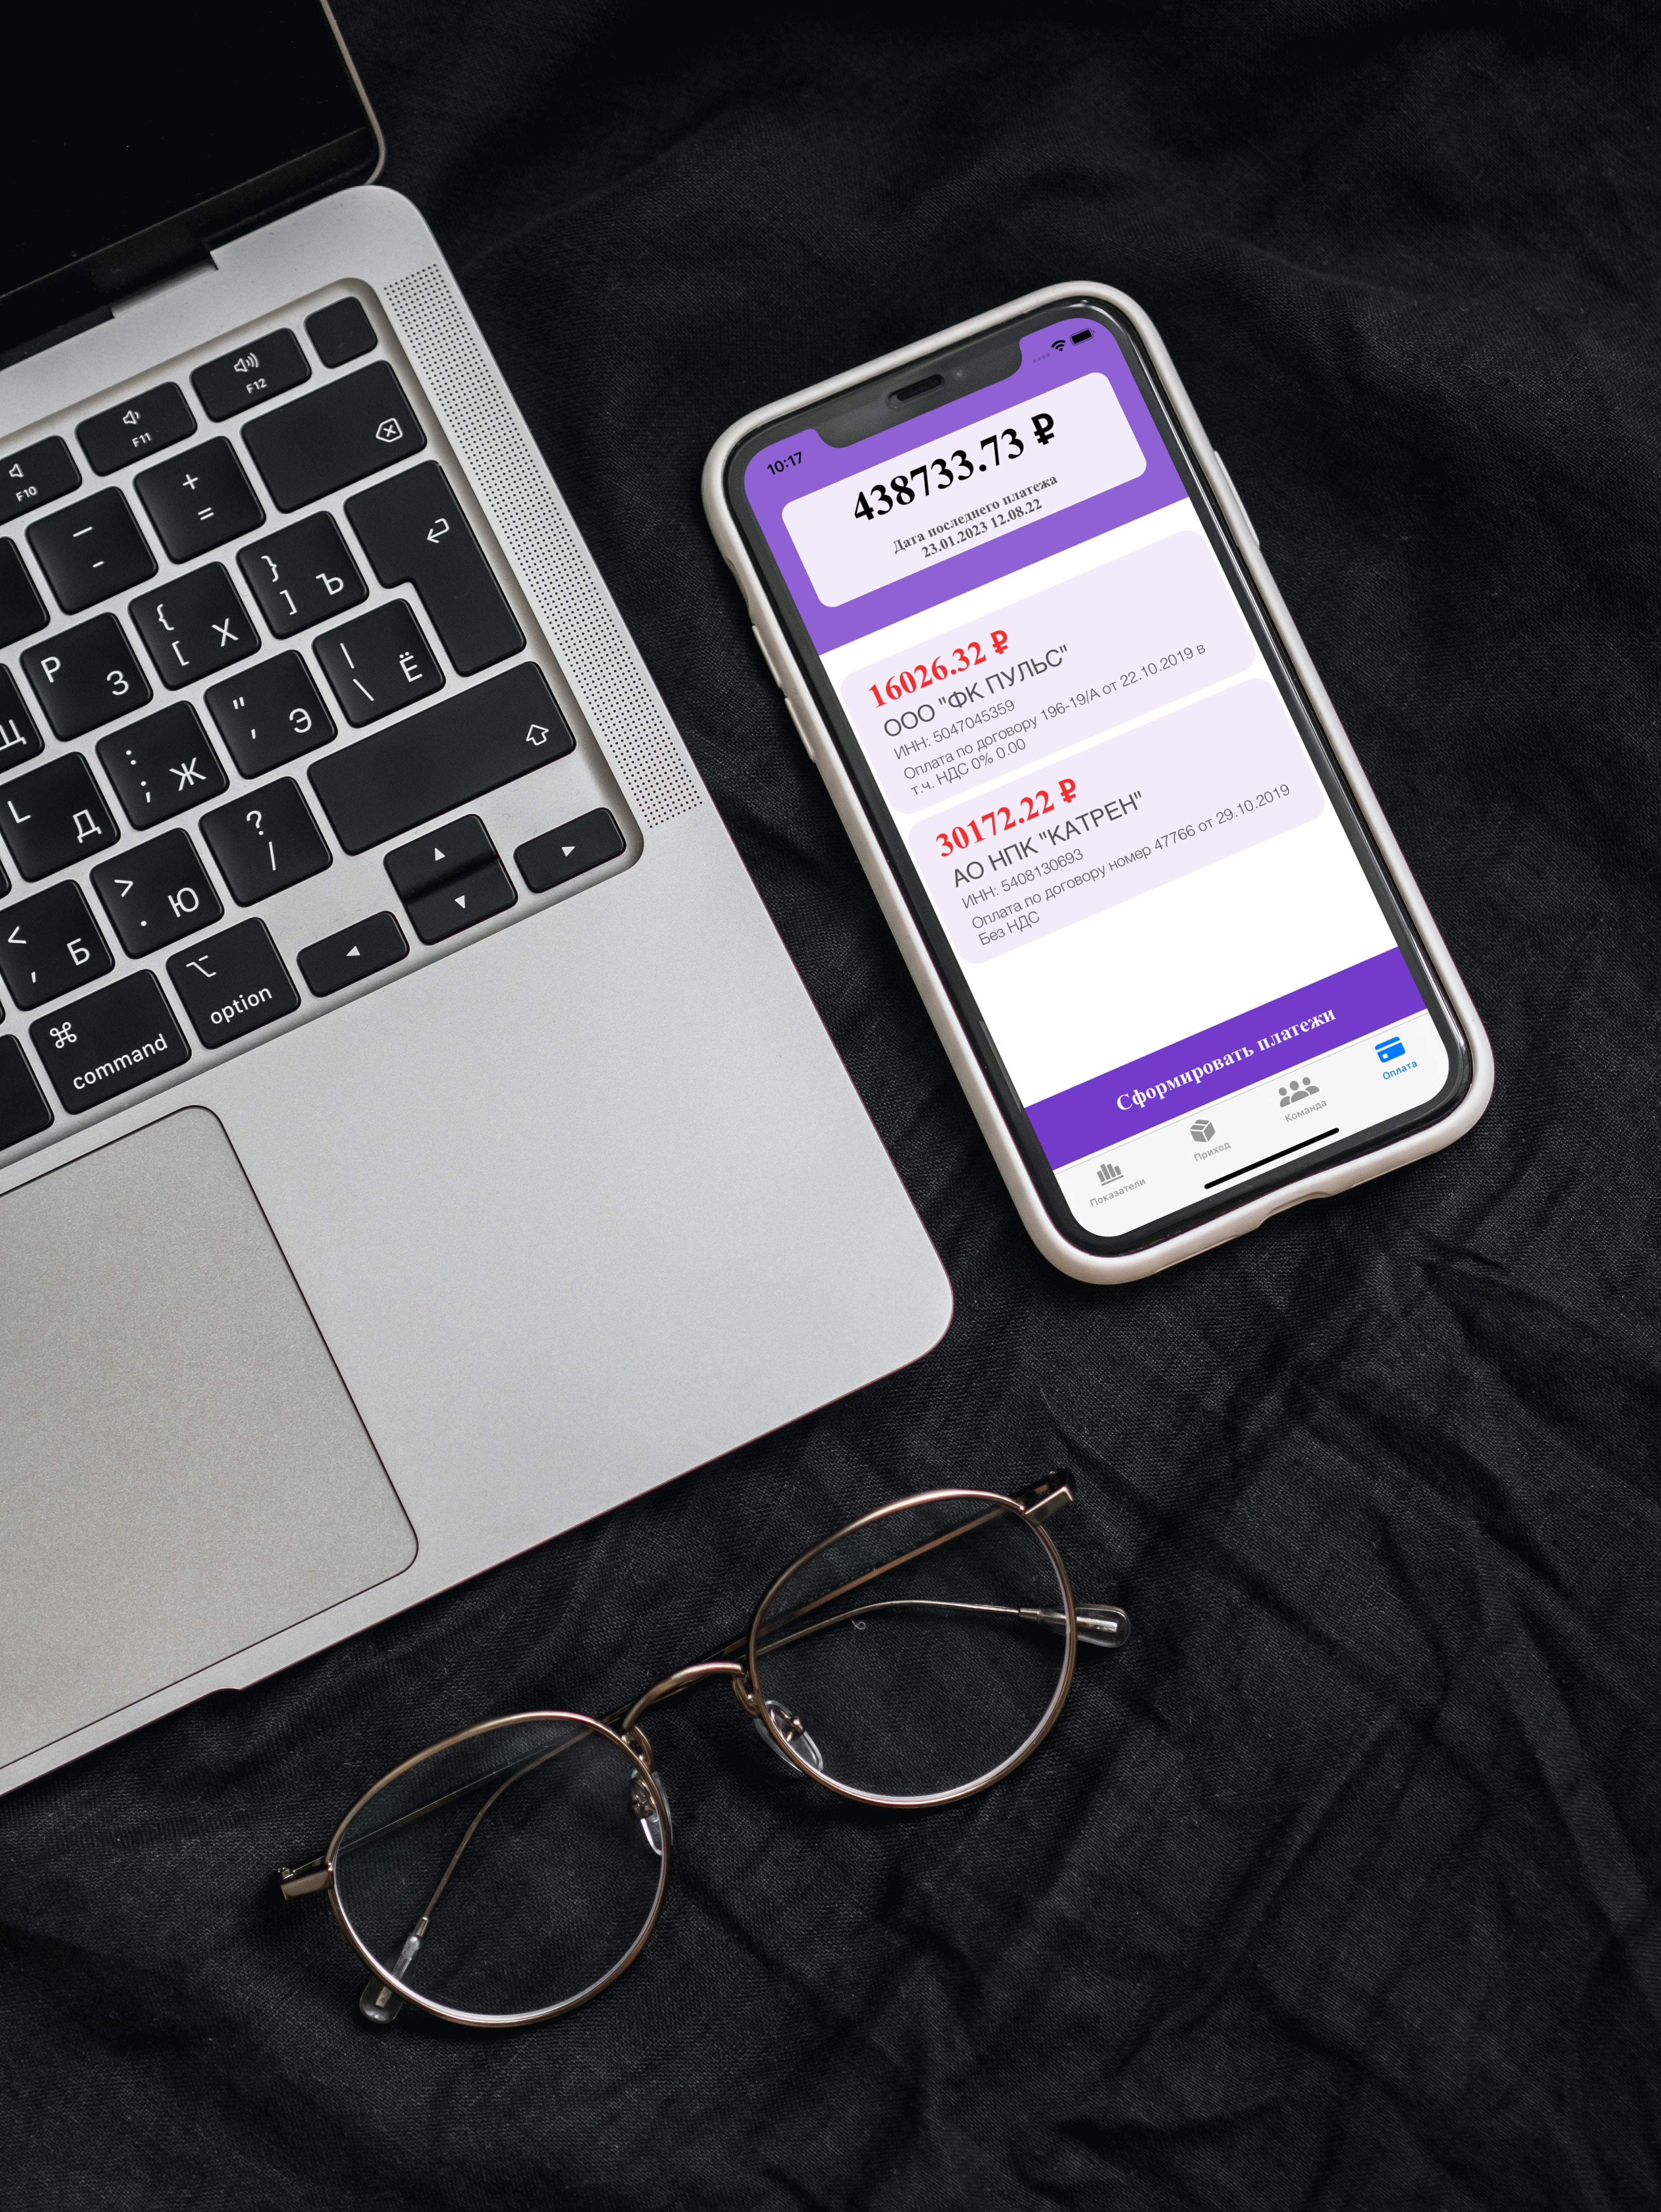 F10
F11
F12
—
-
+
=
P
З
{
[
Х
}
]
Ъ
Щ
L
Д
:
;
Ж
"
'
Э
|
\
Ё
<
,
Б
>
.
Ю
?
/
⌘
command
⌥
option
10:17
438733.73 ₽
Дата последнего платежа
23.01.2023 12.08.22
16026.32 ₽
ООО "ФК ПУЛЬС"
ИНН: 5047045359
Оплата по договору 196-19/А от 22.10.2019 в
т.ч. НДС 0% 0.00
30172.22 ₽
АО НПК "КАТРЕН"
ИНН: 5408130693
Оплата по договору номер 47766 от 29.10.2019
Без НДС
Сформировать платежи
Показатели
Приход
Команда
Оплата